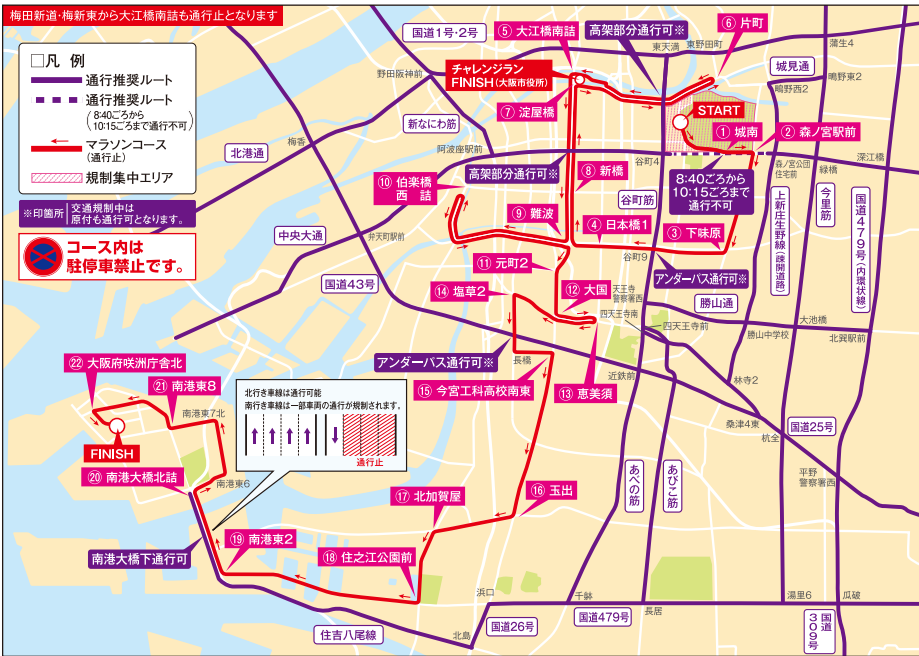 梅田新道・梅新東から大江橋南詰も通行止となります
□凡 例
通行推奨ルート
通行推奨ルート
(8:40ごろから
10:15ごろまで通行不可)
マラソンコース
(通行止)
規制集中エリア
※印箇所 交通規制中は
原付も通行可となります。
コース内は
駐停車禁止です。
国道1号・2号
⑤ 大江橋南詰
高架部分通行可※
⑥ 片町
東天満
東野田町
蒲生4
城見通
野田阪神前
チャレンジラン
FINISH(大阪市役所)
鴫野西2
鴫野東2
⑦ 淀屋橋
START
① 城南
② 森ノ宮駅前
新なにわ筋
梅香
北港通
阿波座駅前
谷町4
森ノ宮公団
住宅前
緑橋
深江橋
高架部分通行可※
⑧ 新橋
8:40ごろから
10:15ごろまで
通行不可
⑩ 伯楽橋
西 詰
谷町筋
上新庄生野線(疎開道路)
今里筋
国道479号(内環状線)
⑨ 難波
④ 日本橋1
③ 下味原
中央大通
弁天町駅前
谷町9
アンダーパス通行可※
⑪ 元町2
国道43号
⑭ 塩草2
⑫ 大国
天王寺
警察署西
勝山通
四天王寺南
四天王寺前
大池橋
勝山中学校
北巽駅前
アンダーパス通行可※
長橋
近鉄前
林寺2
㉒ 大阪府咲洲庁舎北
㉑ 南港東8
⑮ 今宮工科高校南東
⑬ 恵美須
北行き車線は通行可能
南行き車線は一部車両の通行が規制されます。
通行止
南港東7北
桑津4東
杭全
国道25号
FINISH
⑳ 南港大橋北詰
南港東6
平野
警察署西
あべの筋
あびこ筋
⑰ 北加賀屋
⑯ 玉出
南港大橋下通行可
⑲ 南港東2
⑱ 住之江公園前
浜口
千躰
長居
湯里6
瓜破
住吉八尾線
北島
国道26号
国道479号
国道309号